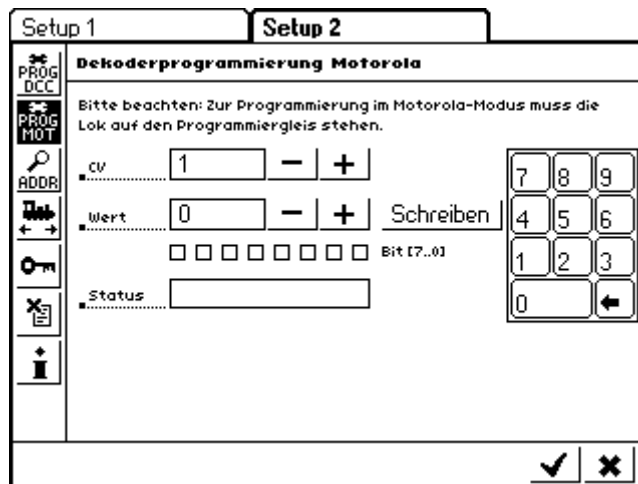 Setup 1
Setup 2
PROG DCC
PROG MOT
ADDR
Dekoderprogrammierung Motorola
Bitte beachten: Zur Programmierung im Motorola-Modus muss die
Lok auf den Programmiergleis stehen.
CV
1
− +
Wert
0
− +
Schreiben
Bit [7..0]
Status
7 8 9
4 5 6
1 2 3
0